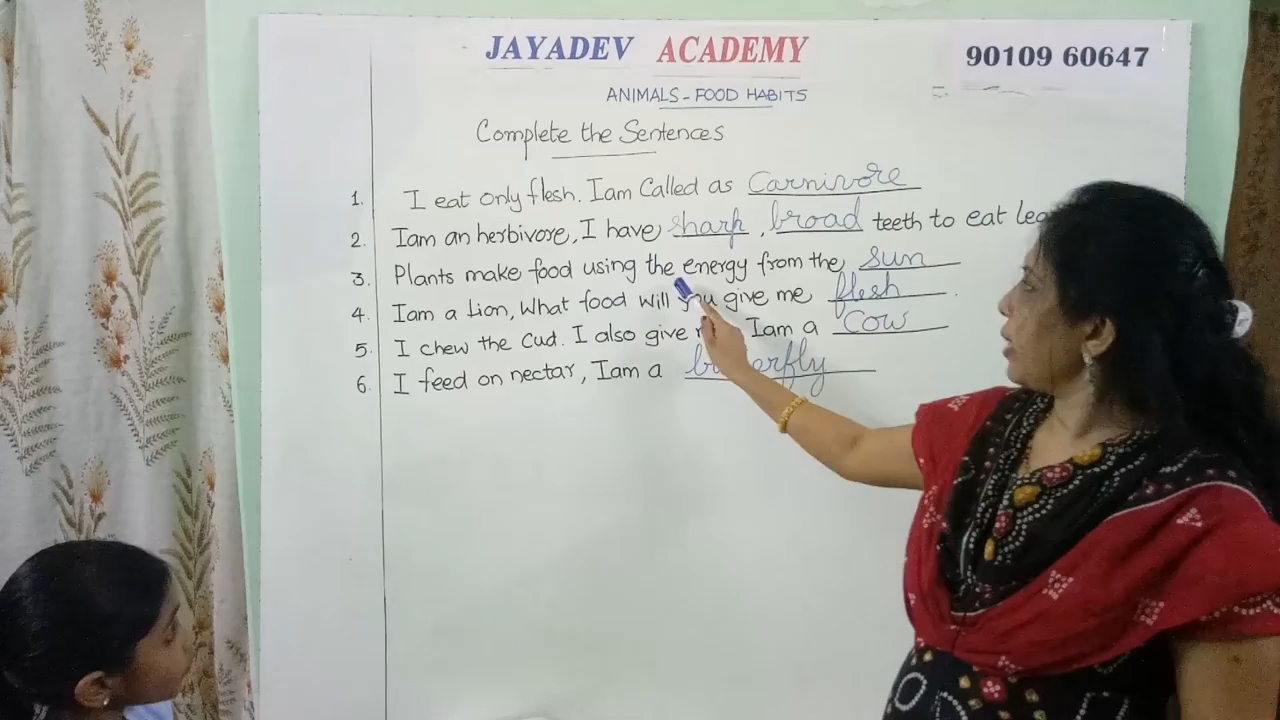 JAYADEV ACADEMY
90109 60647
ANIMALS - FOOD HABITS
Complete the Sentences
1. I eat only flesh. Iam Called as Carnivore
2. Iam an herbivore, I have sharp, broad teeth to eat
3. Plants make food using the energy from the sun
4. Iam a Lion, What food will you give me flesh.
5. I chew the Cud. I also give Iam a Cow
6. I feed on nectar, Iam a butterfly